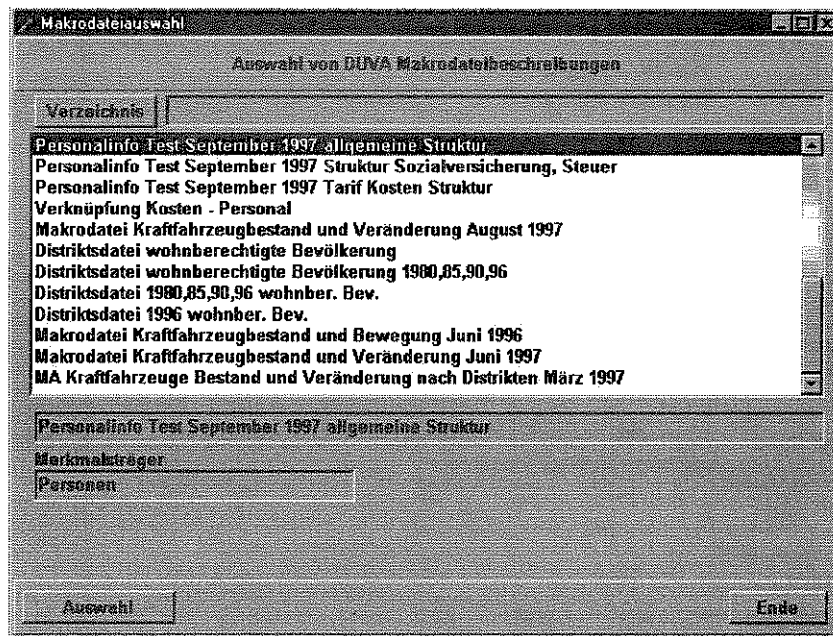 Makrodateiauswahl
Auswahl von DUVA Makrodateibeschreibungen
Verzeichnis
Personalinfo Test September 1997 allgemeine Struktur
Personalinfo Test September 1997 Struktur Sozialversicherung, Steuer
Personalinfo Test September 1997 Tarif Kosten Struktur
Verknüpfung Kosten - Personal
Makrodatei Kraftfahrzeugbestand und Veränderung August 1997
Distriktsdatei wohnberechtigte Bevölkerung
Distriktsdatei wohnberechtigte Bevölkerung 1980,85,90,96
Distriktsdatei 1980,85,90,96 wohnber. Bev.
Distriktsdatei 1996 wohnber. Bev.
Makrodatei Kraftfahrzeugbestand und Bewegung Juni 1996
Makrodatei Kraftfahrzeugbestand und Veränderung Juni 1997
MA Kraftfahrzeuge Bestand und Veränderung nach Distrikten März 1997
Personalinfo Test September 1997 allgemeine Struktur
Merkmalsträger
Personen
Auswahl Ende